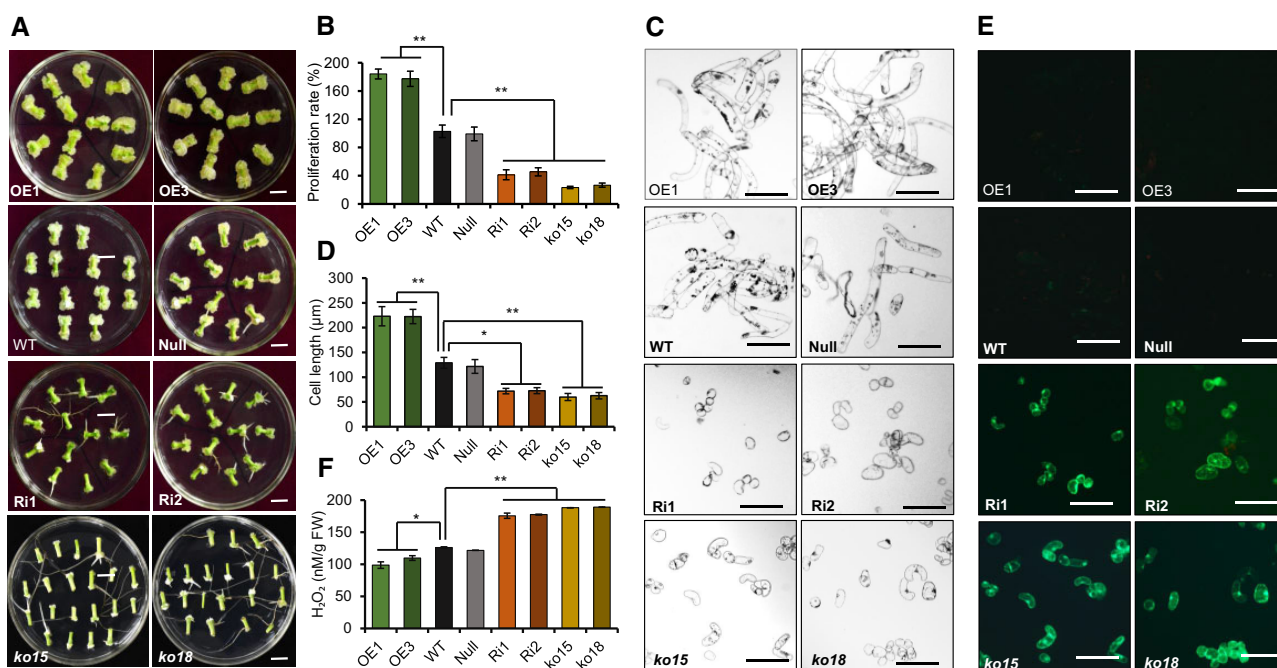 A
OE1
OE3
WT
Null
Ri1
Ri2
ko15
ko18
B
**
**
Proliferation rate (%)
200
160
120
80
40
0
OE1
OE3
WT
Null
Ri1
Ri2
ko15
ko18
D
**
**
*
Cell length (μm)
300
250
200
150
100
50
0
OE1
OE3
WT
Null
Ri1
Ri2
ko15
ko18
F
**
*
H₂O₂ (nM/g FW)
200
150
100
50
0
OE1
OE3
WT
Null
Ri1
Ri2
ko15
ko18
C
OE1
OE3
WT
Null
Ri1
Ri2
ko15
ko18
E
OE1
OE3
WT
Null
Ri1
Ri2
ko15
ko18